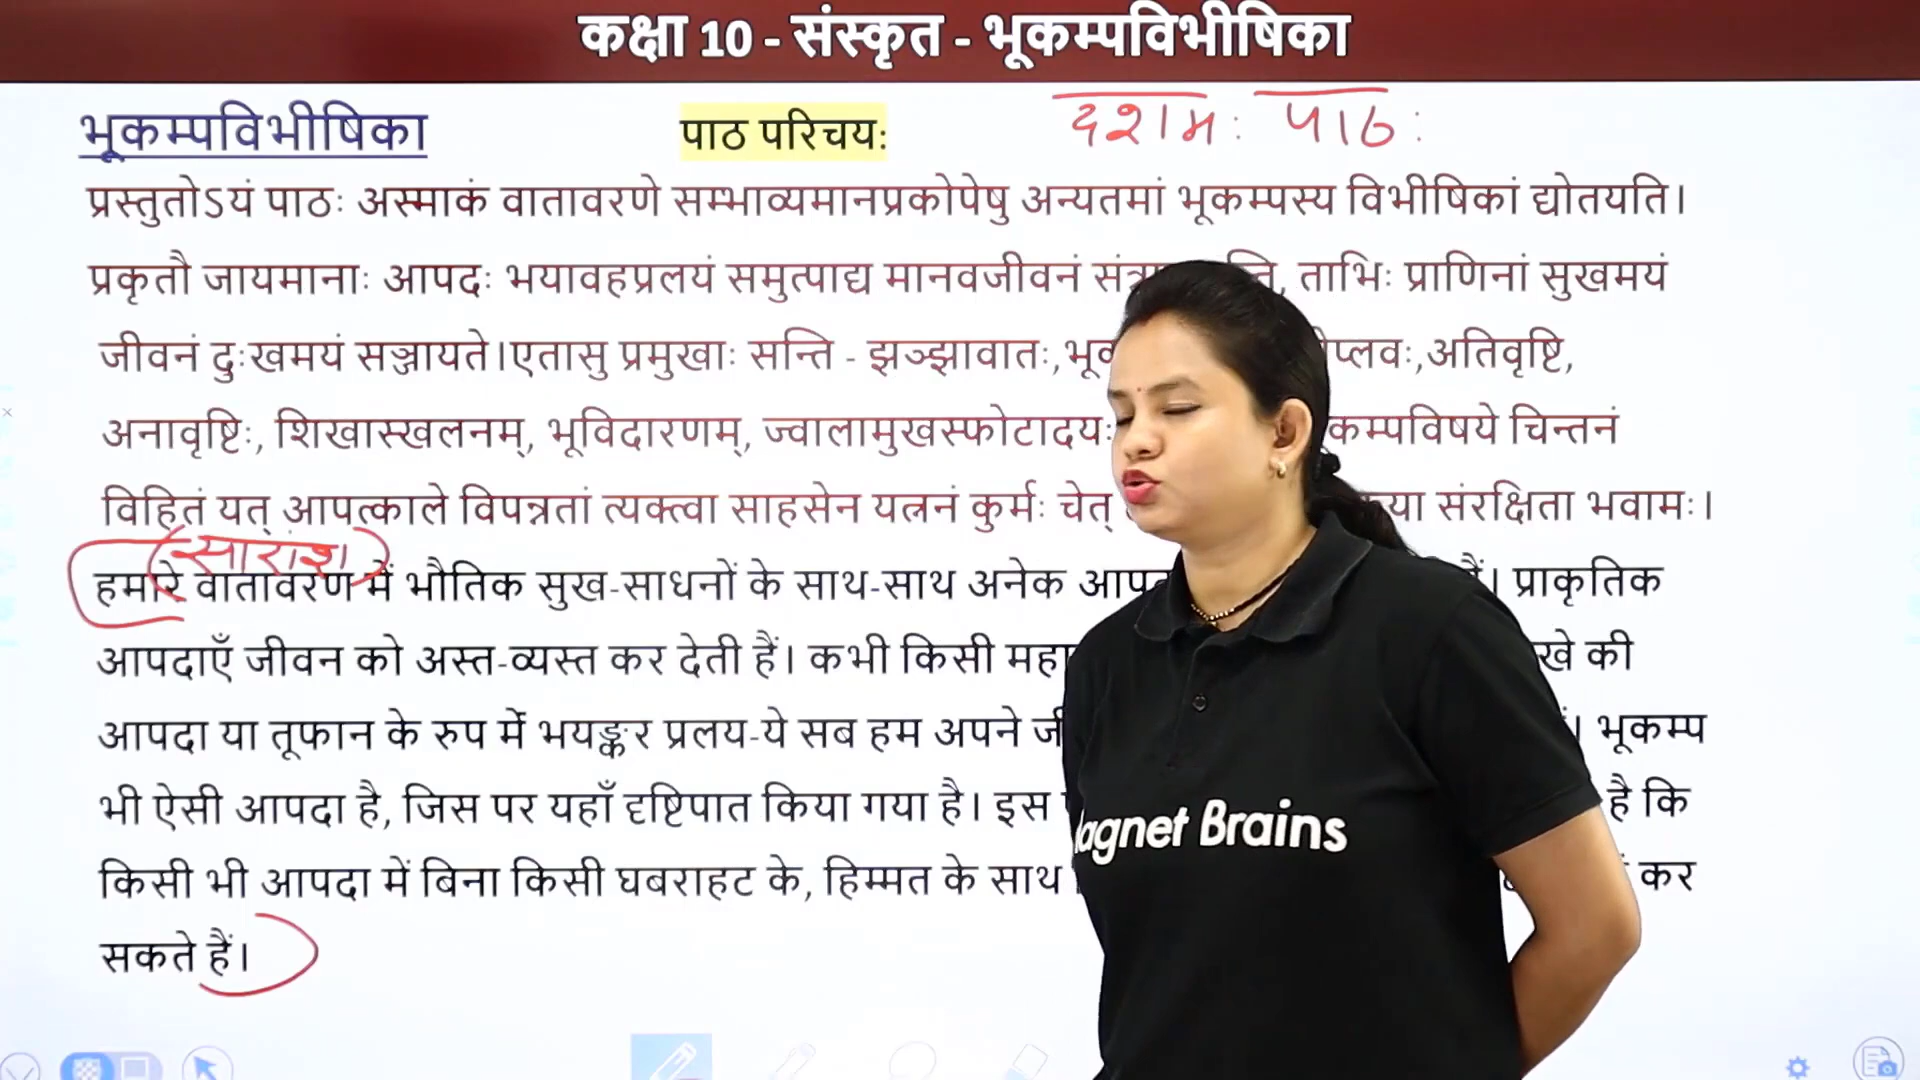 कक्षा 10 - संस्कृत - भूकम्पविभीषिका
भूकम्पविभीषिका
पाठ परिचयः
दशमः पाठः
प्रस्तुतोऽयं पाठः अस्माकं वातावरणे सम्भाव्यमानप्रकोपेषु अन्यतमां भूकम्पस्य विभीषिकां द्योतयति।
प्रकृतौ जायमानाः आपदः भयावहप्रलयं समुत्पाद्य मानवजीवनं ताभिः प्राणिनां सुखमयं
जीवनं दुःखमयं सञ्जायते।एतासु प्रमुखाः सन्ति - झञ्झावातः, अतिवृष्टि,
अनावृष्टिः, शिखास्खलनम्, भूविदारणम्, ज्वालामुखस्फोटादयः कम्पविषये चिन्तनं
विहितं यत् आपत्काले विपन्नतां त्यक्त्वा साहसेन यत्ननं कुर्मः चेत् संरक्षिता भवामः।
सारांश
हमारे वातावरण में भौतिक सुख-साधनों के साथ-साथ अनेक प्राकृतिक
आपदाएँ जीवन को अस्त-व्यस्त कर देती हैं। कभी किसी की
आपदा या तूफान के रुप में भयङ्कर प्रलय-ये सब हम अपने भूकम्प
भी ऐसी आपदा है, जिस पर यहाँ दृष्टिपात किया गया है। इस है कि
किसी भी आपदा में बिना किसी घबराहट के, हिम्मत के साथ कर
सकते हैं।
agnet Brains